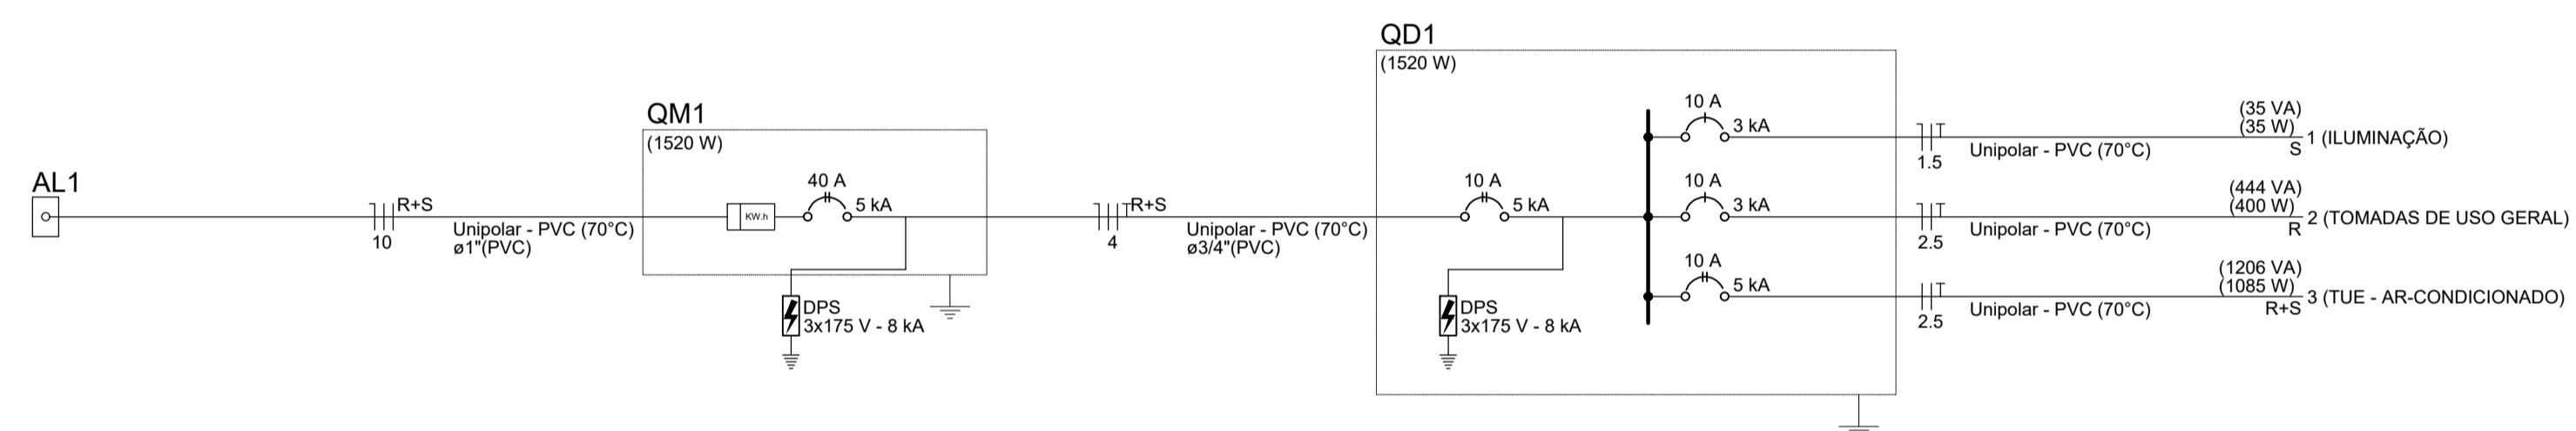 AL1
R+S
10
Unipolar - PVC (70°C)
ø1"(PVC)
QM1
(1520 W)
KW.h
40 A
5 kA
DPS
3x175 V - 8 kA
R+S
4
Unipolar - PVC (70°C)
ø3/4"(PVC)
QD1
(1520 W)
10 A
5 kA
DPS
3x175 V - 8 kA
10 A
3 kA
1.5
Unipolar - PVC (70°C)
(35 VA)
(35 W)
S
1 (ILUMINAÇÃO)
10 A
3 kA
2.5
Unipolar - PVC (70°C)
(444 VA)
(400 W)
R
2 (TOMADAS DE USO GERAL)
10 A
5 kA
2.5
Unipolar - PVC (70°C)
(1206 VA)
(1085 W)
R+S
3 (TUE - AR-CONDICIONADO)